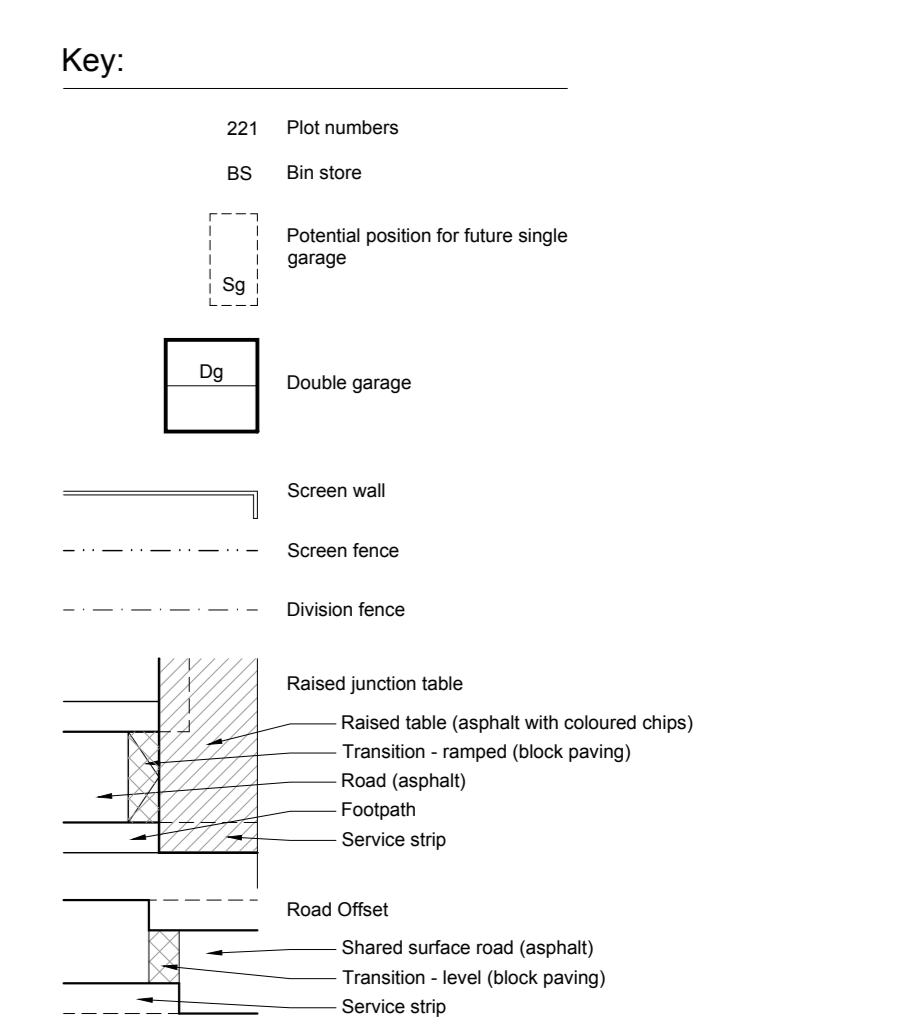 Key:
221 Plot numbers
BS Bin store
Potential position for future single
garage
Sg
Dg
Double garage
Screen wall
Screen fence
Division fence
Raised junction table
Raised table (asphalt with coloured chips)
Transition - ramped (block paving)
Road (asphalt)
Footpath
Service strip
Road Offset
Shared surface road (asphalt)
Transition - level (block paving)
Service strip